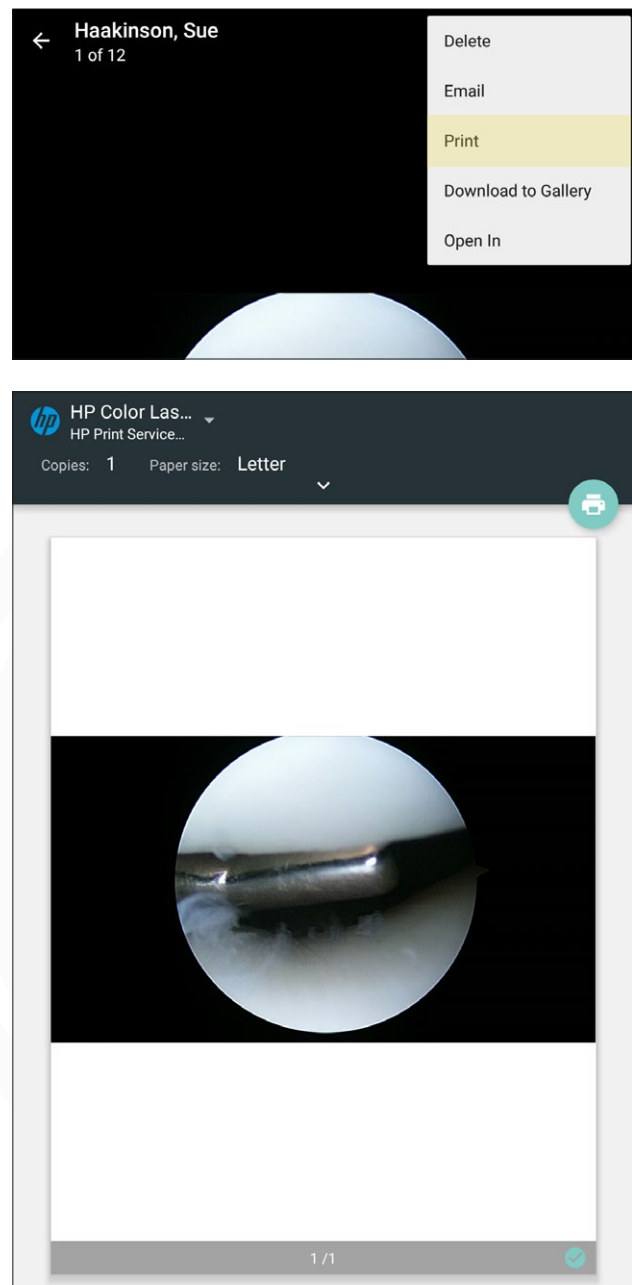 Haakinson, Sue
1 of 12
Delete
Email
Print
Download to Gallery
Open In
hp HP Color Las...
HP Print Service...
Copies: 1 Paper size: Letter
1 /1